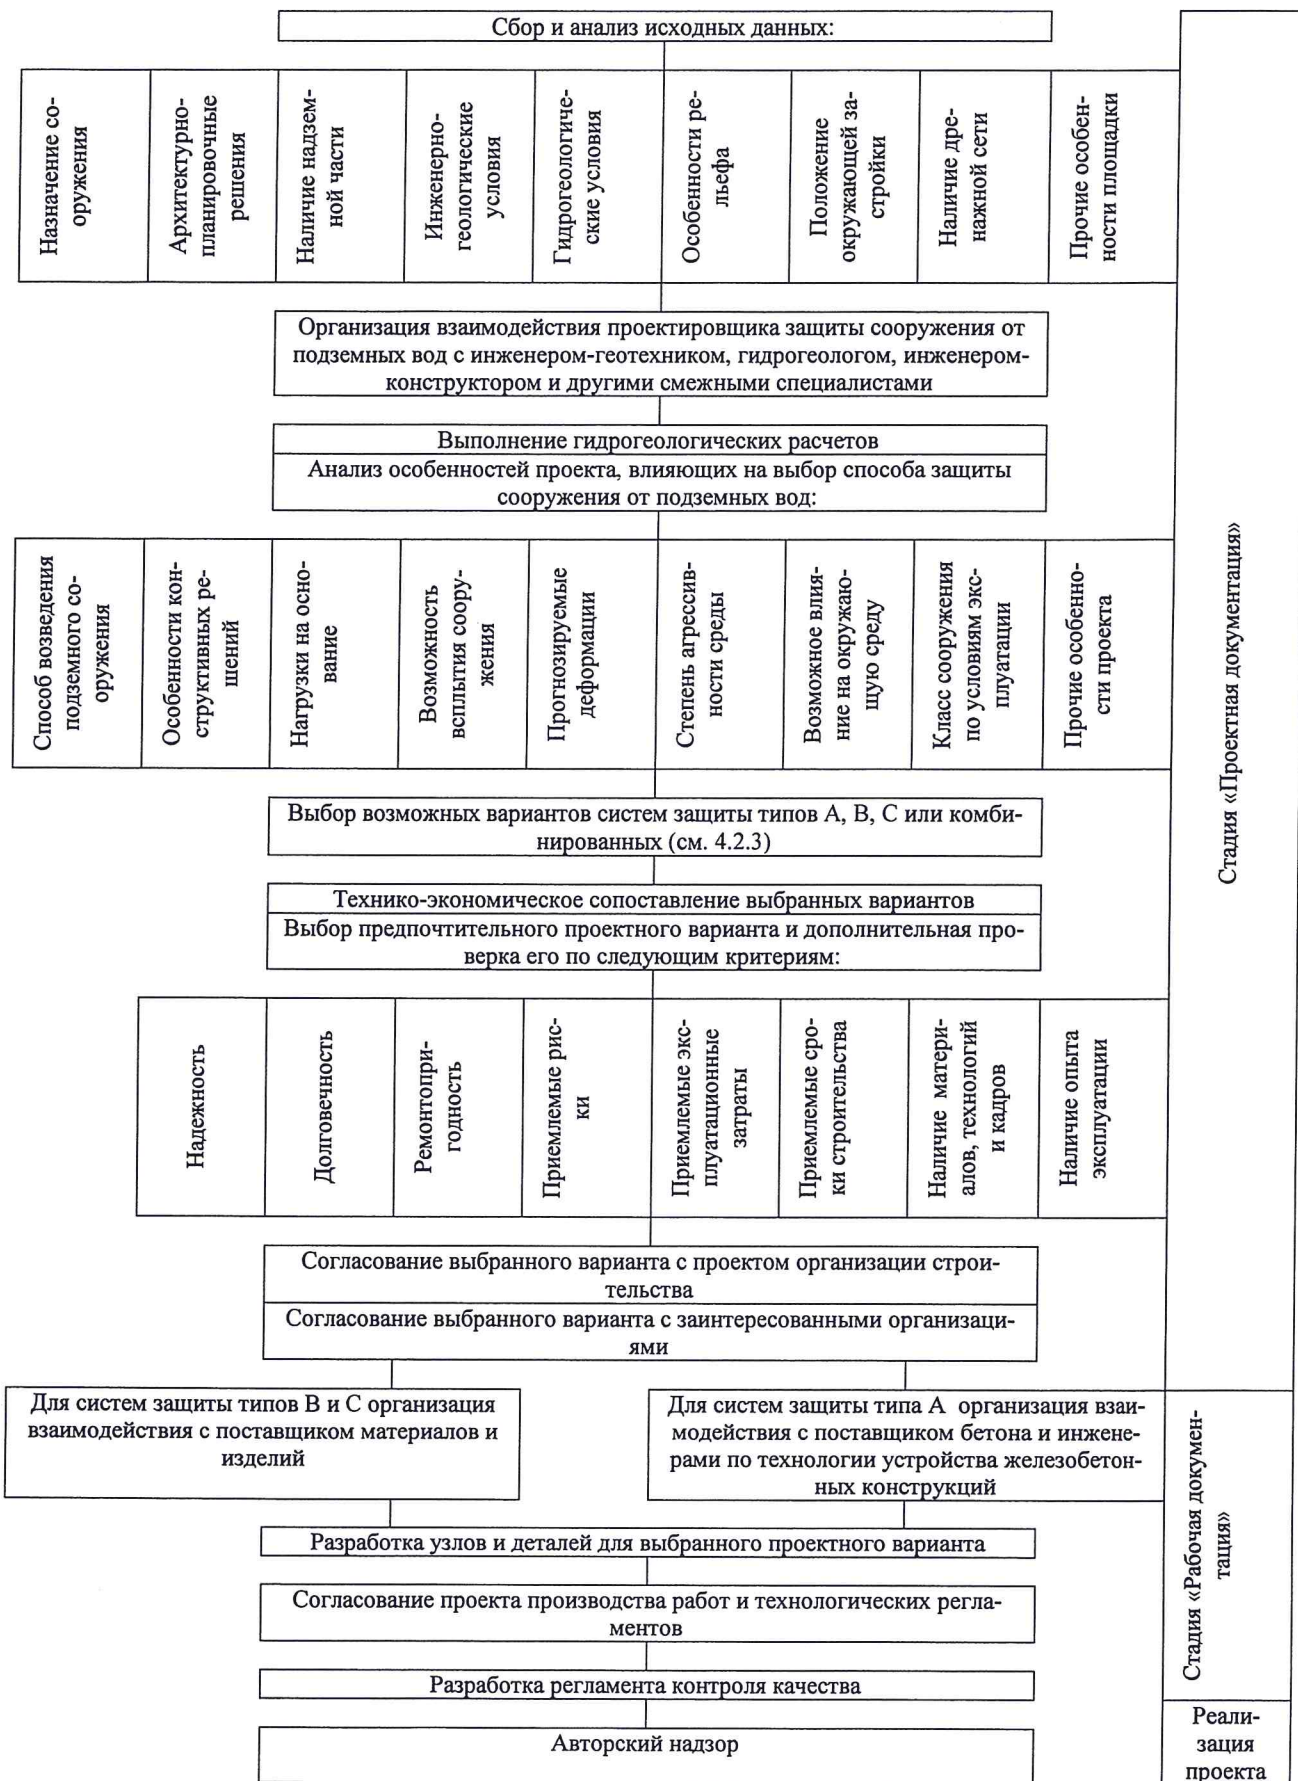 Сбор и анализ исходных данных:
Назначение со-
оружения
Архитектурно-
планировочные
решения
Наличие надзем-
ной части
Инженерно-
геологические
условия
Гидрогеологиче-
ские условия
Особенности ре-
льефа
Положение
окружающей за-
стройки
Наличие дре-
нажной сети
Прочие особен-
ности площадки
Организация взаимодействия проектировщика защиты сооружения от
подземных вод с инженером-геотехником, гидрогеологом, инженером-
конструктором и другими смежными специалистами
Выполнение гидрогеологических расчетов
Анализ особенностей проекта, влияющих на выбор способа защиты
сооружения от подземных вод:
Способ возведения
подземного со-
оружения
Особенности кон-
структивных ре-
шений
Нагрузки на осно-
вание
Возможность
всплытия соору-
жения
Прогнозируемые
деформации
Степень агрессив-
ности среды
Возможное влия-
ние на окружаю-
щую среду
Класс сооружения
по условиям экс-
плуатации
Прочие особенно-
сти проекта
Выбор возможных вариантов систем защиты типов А, В, С или комби-
нированных (см. 4.2.3)
Технико-экономическое сопоставление выбранных вариантов
Выбор предпочтительного проектного варианта и дополнительная про-
верка его по следующим критериям:
Надежность
Долговечность
Ремонтопри-
годность
Приемлемые рис-
ки
Приемлемые экс-
плуатационные
затраты
Приемлемые сро-
ки строительства
Наличие матери-
алов, технологий
и кадров
Наличие опыта
эксплуатации
Согласование выбранного варианта с проектом организации строи-
тельства
Согласование выбранного варианта с заинтересованными организаци-
ями
Стадия «Проектная документация»
Для систем защиты типов В и С организация
взаимодействия с поставщиком материалов и
изделий
Для систем защиты типа А организация взаи-
модействия с поставщиком бетона и инжене-
рами по технологии устройства железобетон-
ных конструкций
Разработка узлов и деталей для выбранного проектного варианта
Согласование проекта производства работ и технологических регла-
ментов
Разработка регламента контроля качества
Стадия «Рабочая докумен-
тация»
Авторский надзор
Реали-
зация
проекта